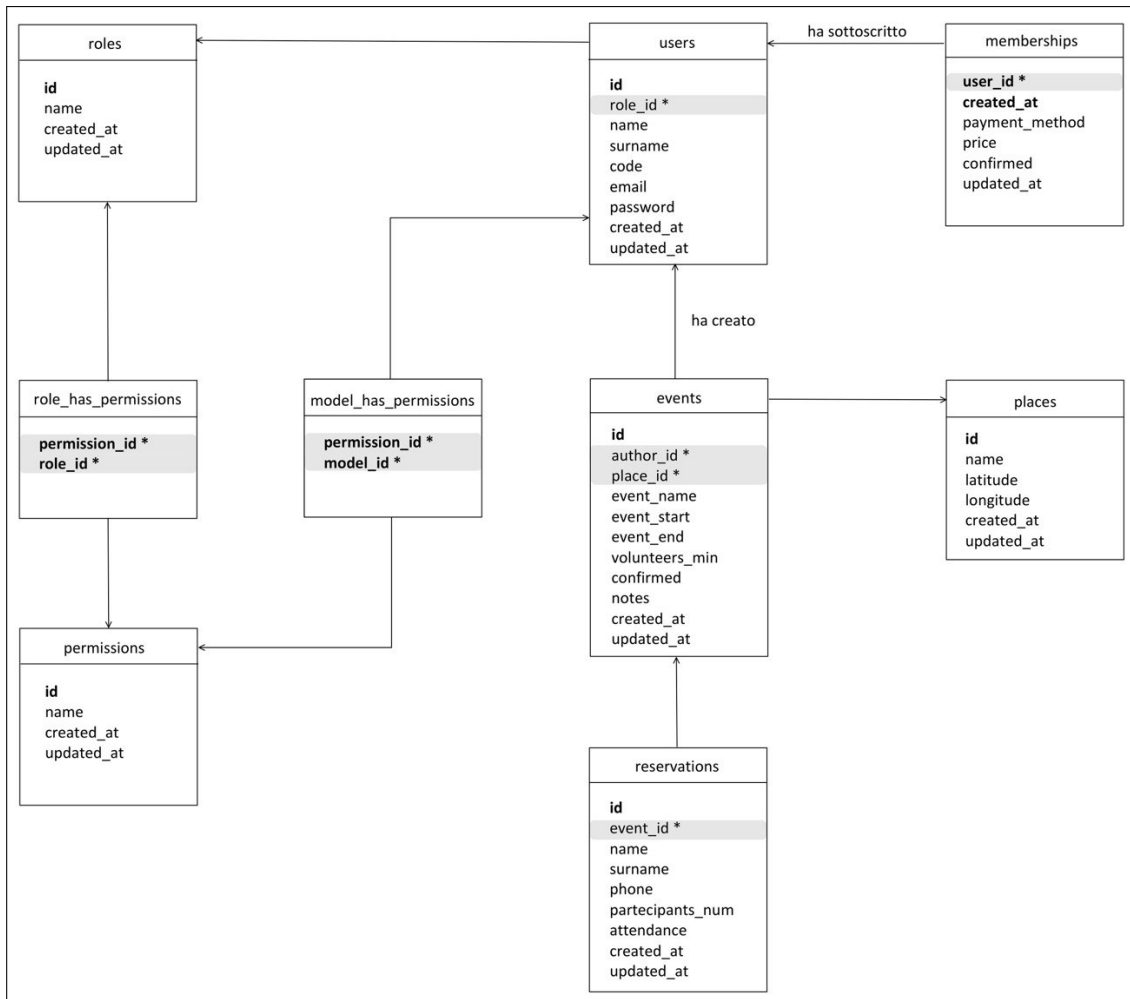 roles
id
name
created_at
updated_at
users
id
role_id *
name
surname
code
email
password
created_at
updated_at
ha sottoscritto
memberships
user_id *
created_at
payment_method
price
confirmed
updated_at
ha creato
role_has_permissions
permission_id *
role_id *
model_has_permissions
permission_id *
model_id *
events
id
author_id *
place_id *
event_name
event_start
event_end
volunteers_min
confirmed
notes
created_at
updated_at
places
id
name
latitude
longitude
created_at
updated_at
permissions
id
name
created_at
updated_at
reservations
id
event_id *
name
surname
phone
partecipants_num
attendance
created_at
updated_at